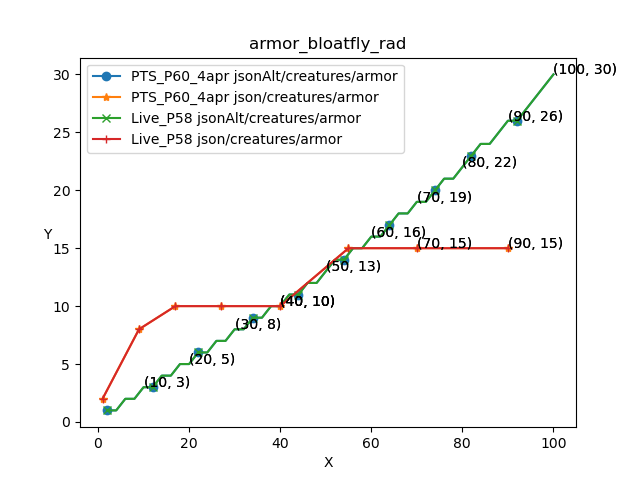 armor_bloatfly_rad
PTS_P60_4apr jsonAlt/creatures/armor
PTS_P60_4apr json/creatures/armor
Live_P58 jsonAlt/creatures/armor
Live_P58 json/creatures/armor
(100, 30)
(90, 26)
(80, 22)
(70, 19)
(60, 16)
(70, 15)
(90, 15)
(50, 13)
(40, 10)
(30, 8)
(20, 5)
(10, 3)
30
25
20
15
10
5
0
Y
0 20 40 60 80 100
X